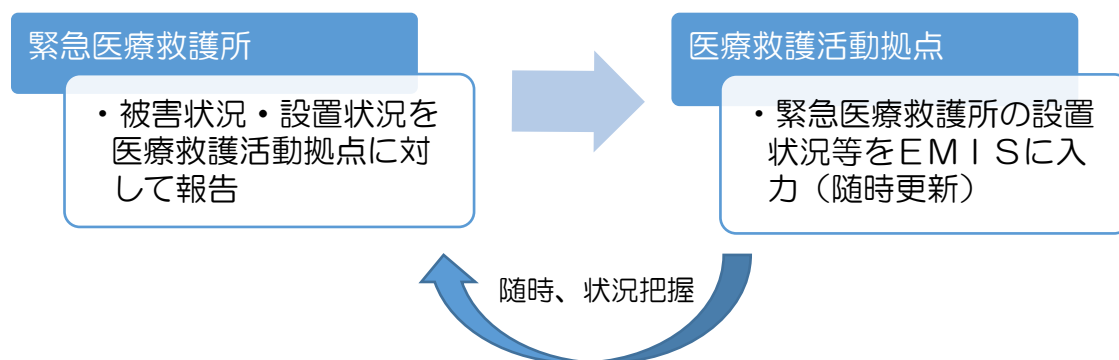 緊急医療救護所
・被害状況・設置状況を
医療救護活動拠点に対
して報告
医療救護活動拠点
・緊急医療救護所の設置
状況等をＥＭＩＳに入
力（随時更新）
随時、状況把握